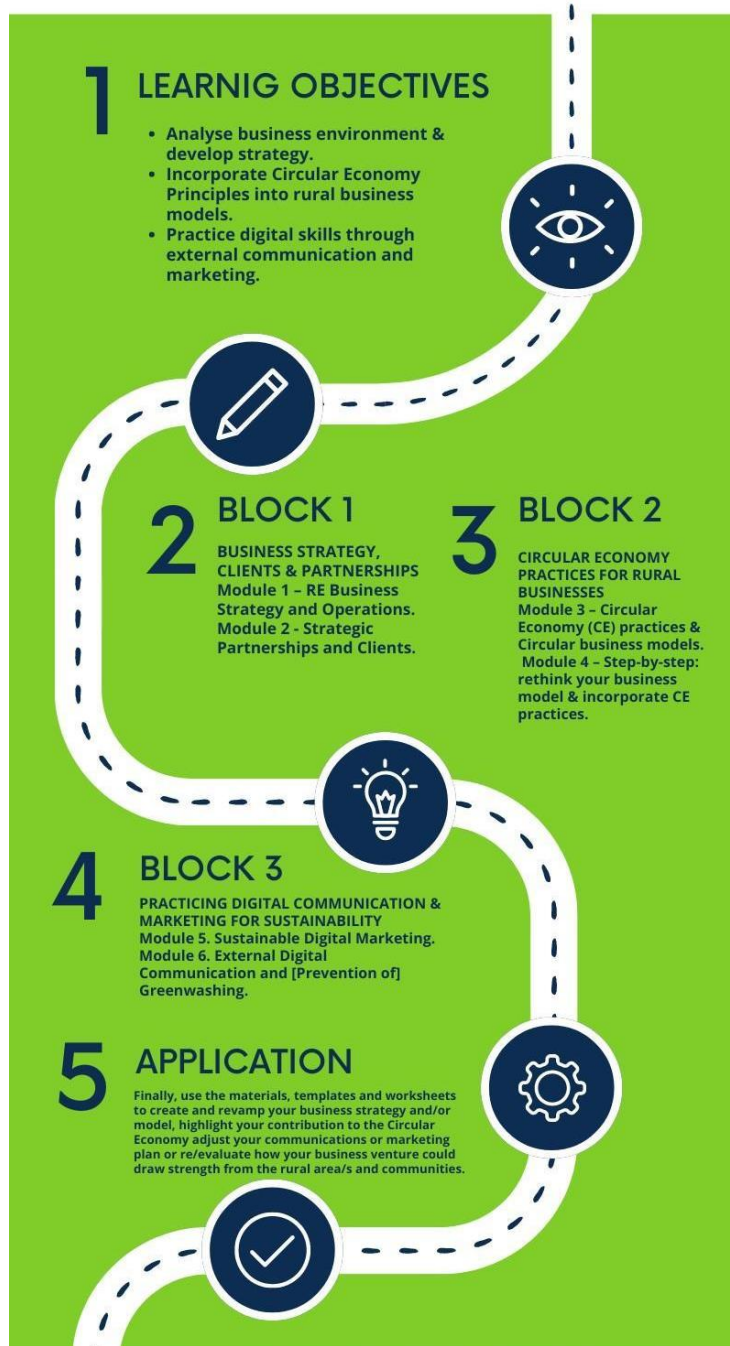 1
LEARNIG OBJECTIVES
• Analyse business environment &
develop strategy.
• Incorporate Circular Economy
Principles into rural business
models.
• Practice digital skills through
external communication and
marketing.
2
BLOCK 1
BUSINESS STRATEGY,
CLIENTS & PARTNERSHIPS
Module 1 – RE Business
Strategy and Operations.
Module 2 - Strategic
Partnerships and Clients.
3
BLOCK 2
CIRCULAR ECONOMY
PRACTICES FOR RURAL
BUSINESSES
Module 3 – Circular
Economy (CE) practices &
Circular business models.
Module 4 – Step-by-step:
rethink your business
model & incorporate CE
practices.
4
BLOCK 3
PRACTICING DIGITAL COMMUNICATION &
MARKETING FOR SUSTAINABILITY
Module 5. Sustainable Digital Marketing.
Module 6. External Digital
Communication and [Prevention of]
Greenwashing.
5
APPLICATION
Finally, use the materials, templates and worksheets
to create and revamp your business strategy and/or
model, highlight your contribution to the Circular
Economy adjust your communications or marketing
plan or re/evaluate how your business venture could
draw strength from the rural area/s and communities.